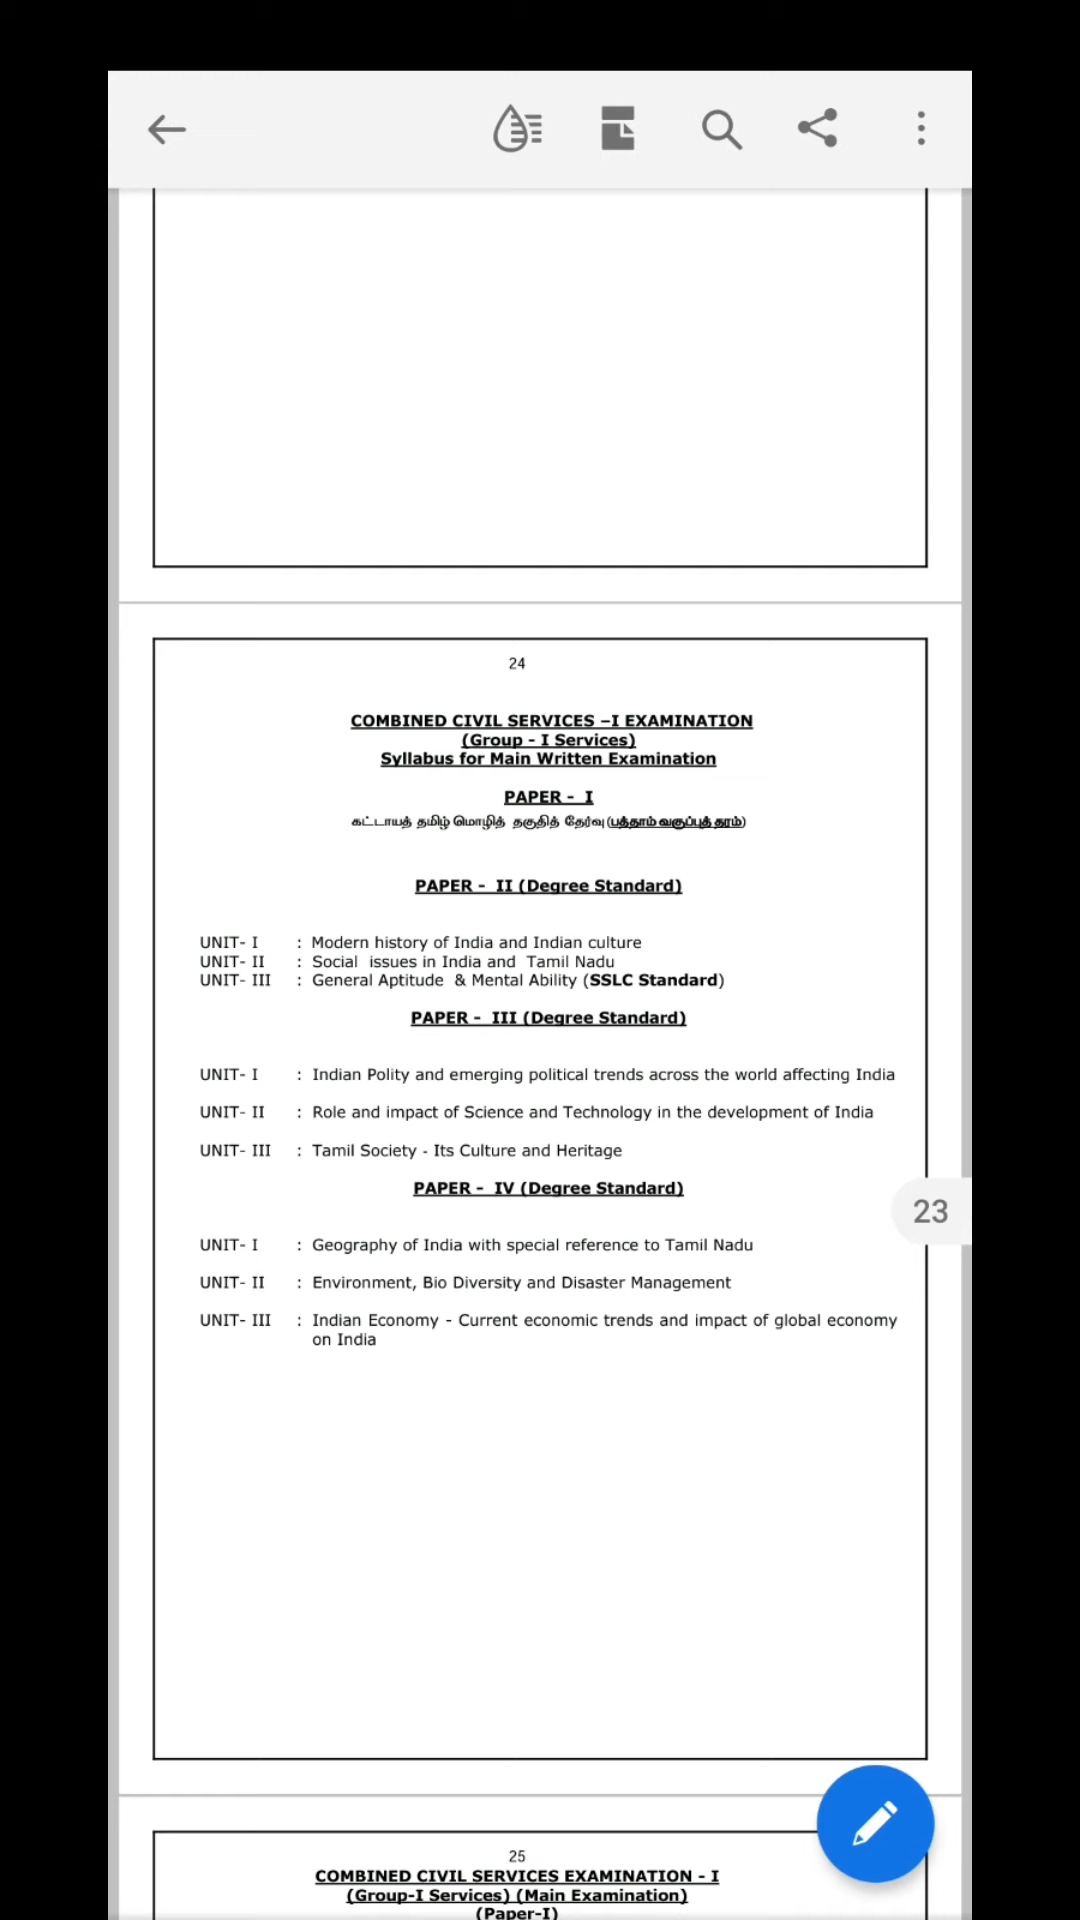 24
COMBINED CIVIL SERVICES –I EXAMINATION
(Group - I Services)
Syllabus for Main Written Examination
PAPER - I
கட்டாயத் தமிழ் மொழித் தகுதித் தேர்வு (பத்தாம் வகுப்புத் தரம்)
PAPER - II (Degree Standard)
UNIT- I : Modern history of India and Indian culture
UNIT- II : Social issues in India and Tamil Nadu
UNIT- III : General Aptitude & Mental Ability (SSLC Standard)
PAPER - III (Degree Standard)
UNIT- I : Indian Polity and emerging political trends across the world affecting India
UNIT- II : Role and impact of Science and Technology in the development of India
UNIT- III : Tamil Society - Its Culture and Heritage
PAPER - IV (Degree Standard)
23
UNIT- I : Geography of India with special reference to Tamil Nadu
UNIT- II : Environment, Bio Diversity and Disaster Management
UNIT- III : Indian Economy - Current economic trends and impact of global economy
on India
25
COMBINED CIVIL SERVICES EXAMINATION - I
(Group-I Services) (Main Examination)
(Paper-I)